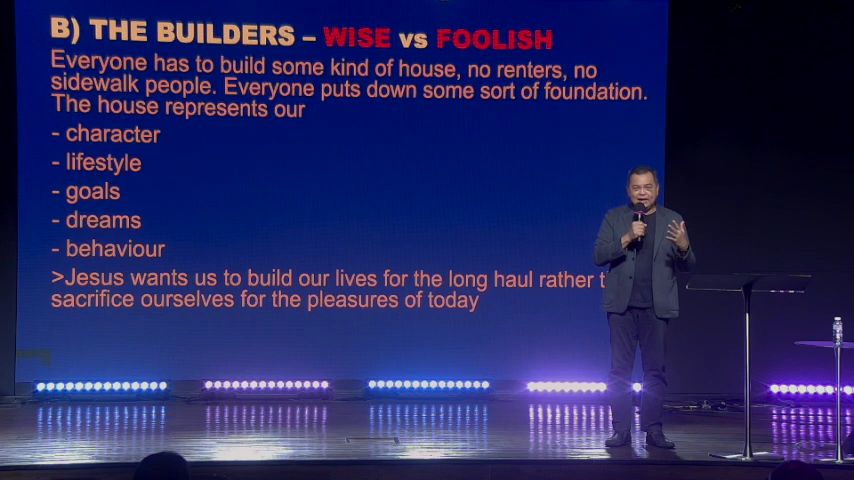 B) THE BUILDERS – WISE vs FOOLISH
Everyone has to build some kind of house, no renters, no
sidewalk people. Everyone puts down some sort of foundation.
The house represents our
- character
- lifestyle
- goals
- dreams
- behaviour
>Jesus wants us to build our lives for the long haul rather
sacrifice ourselves for the pleasures of today